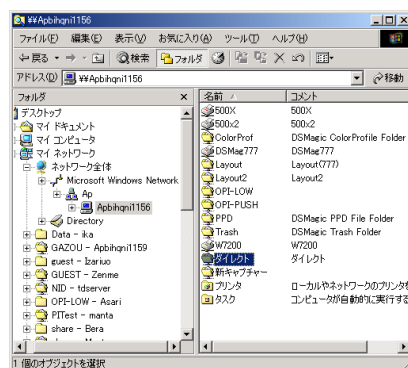 ¥¥Apbihqni1156
ファイル(F) 編集(E) 表示(V) お気に入り(A) ツール(T) ヘルプ(H)
戻る 検索 フォルダ
アドレス(D) ¥¥Apbihqni1156 移動
フォルダ ×
デスクトップ
マイ ドキュメント
マイ コンピュータ
マイ ネットワーク
ネットワーク全体
Microsoft Windows Network
Ap
Apbihqni1156
Directory
Data - ika
GAZOU - Apbihqni1159
guest - Izariuo
GUEST - Zenme
NID - tdserver
OPI-LOW - Asari
PITest - manta
share - Bera
名前 コメント
500X 500X
500x2 500x2
ColorProf DSMagic ColorProfile Folder
DSMag777 DSMag777
Layout Layout(777)
Layout2 Layout2
OPI-LOW
OPI-PUSH
PPD DSMagic PPD File Folder
Trash DSMagic Trash Folder
W7200 W7200
ダイレクト ダイレクト
新キャプチャー
プリンタ ローカルやネットワークのプリンタを
タスク コンピュータが自動的に実行する
1 個のオブジェクトを選択